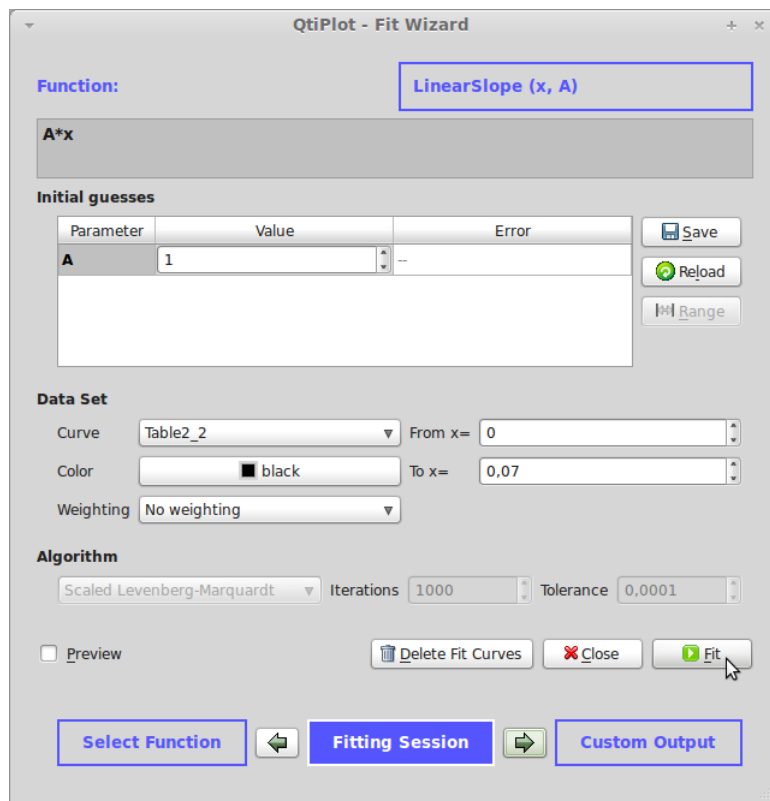 QtiPlot - Fit Wizard
Function:
LinearSlope (x, A)
A*x
Initial guesses
Parameter Value Error
A 1 --
Save
Reload
Range
Data Set
Curve Table2_2 From x= 0
Color black To x= 0,07
Weighting No weighting
Algorithm
Scaled Levenberg-Marquardt Iterations 1000 Tolerance 0,0001
Preview Delete Fit Curves Close Fit
Select Function Fitting Session Custom Output